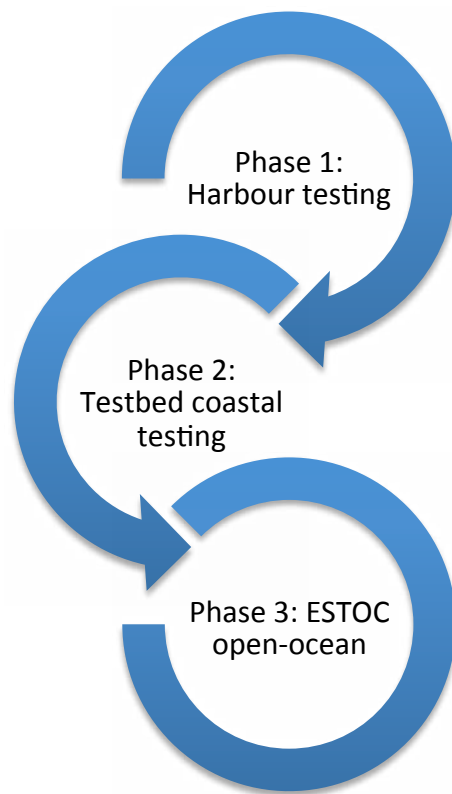 Phase 1:
Harbour testing
Phase 2:
Testbed coastal
testing
Phase 3: ESTOC
open-ocean